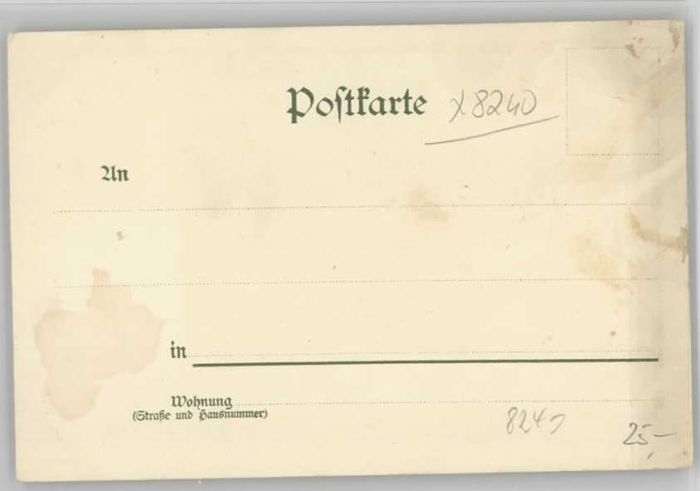 Postkarte x8240
An
in
Wohnung
(Straße und Hausnummer)
8240
25,—